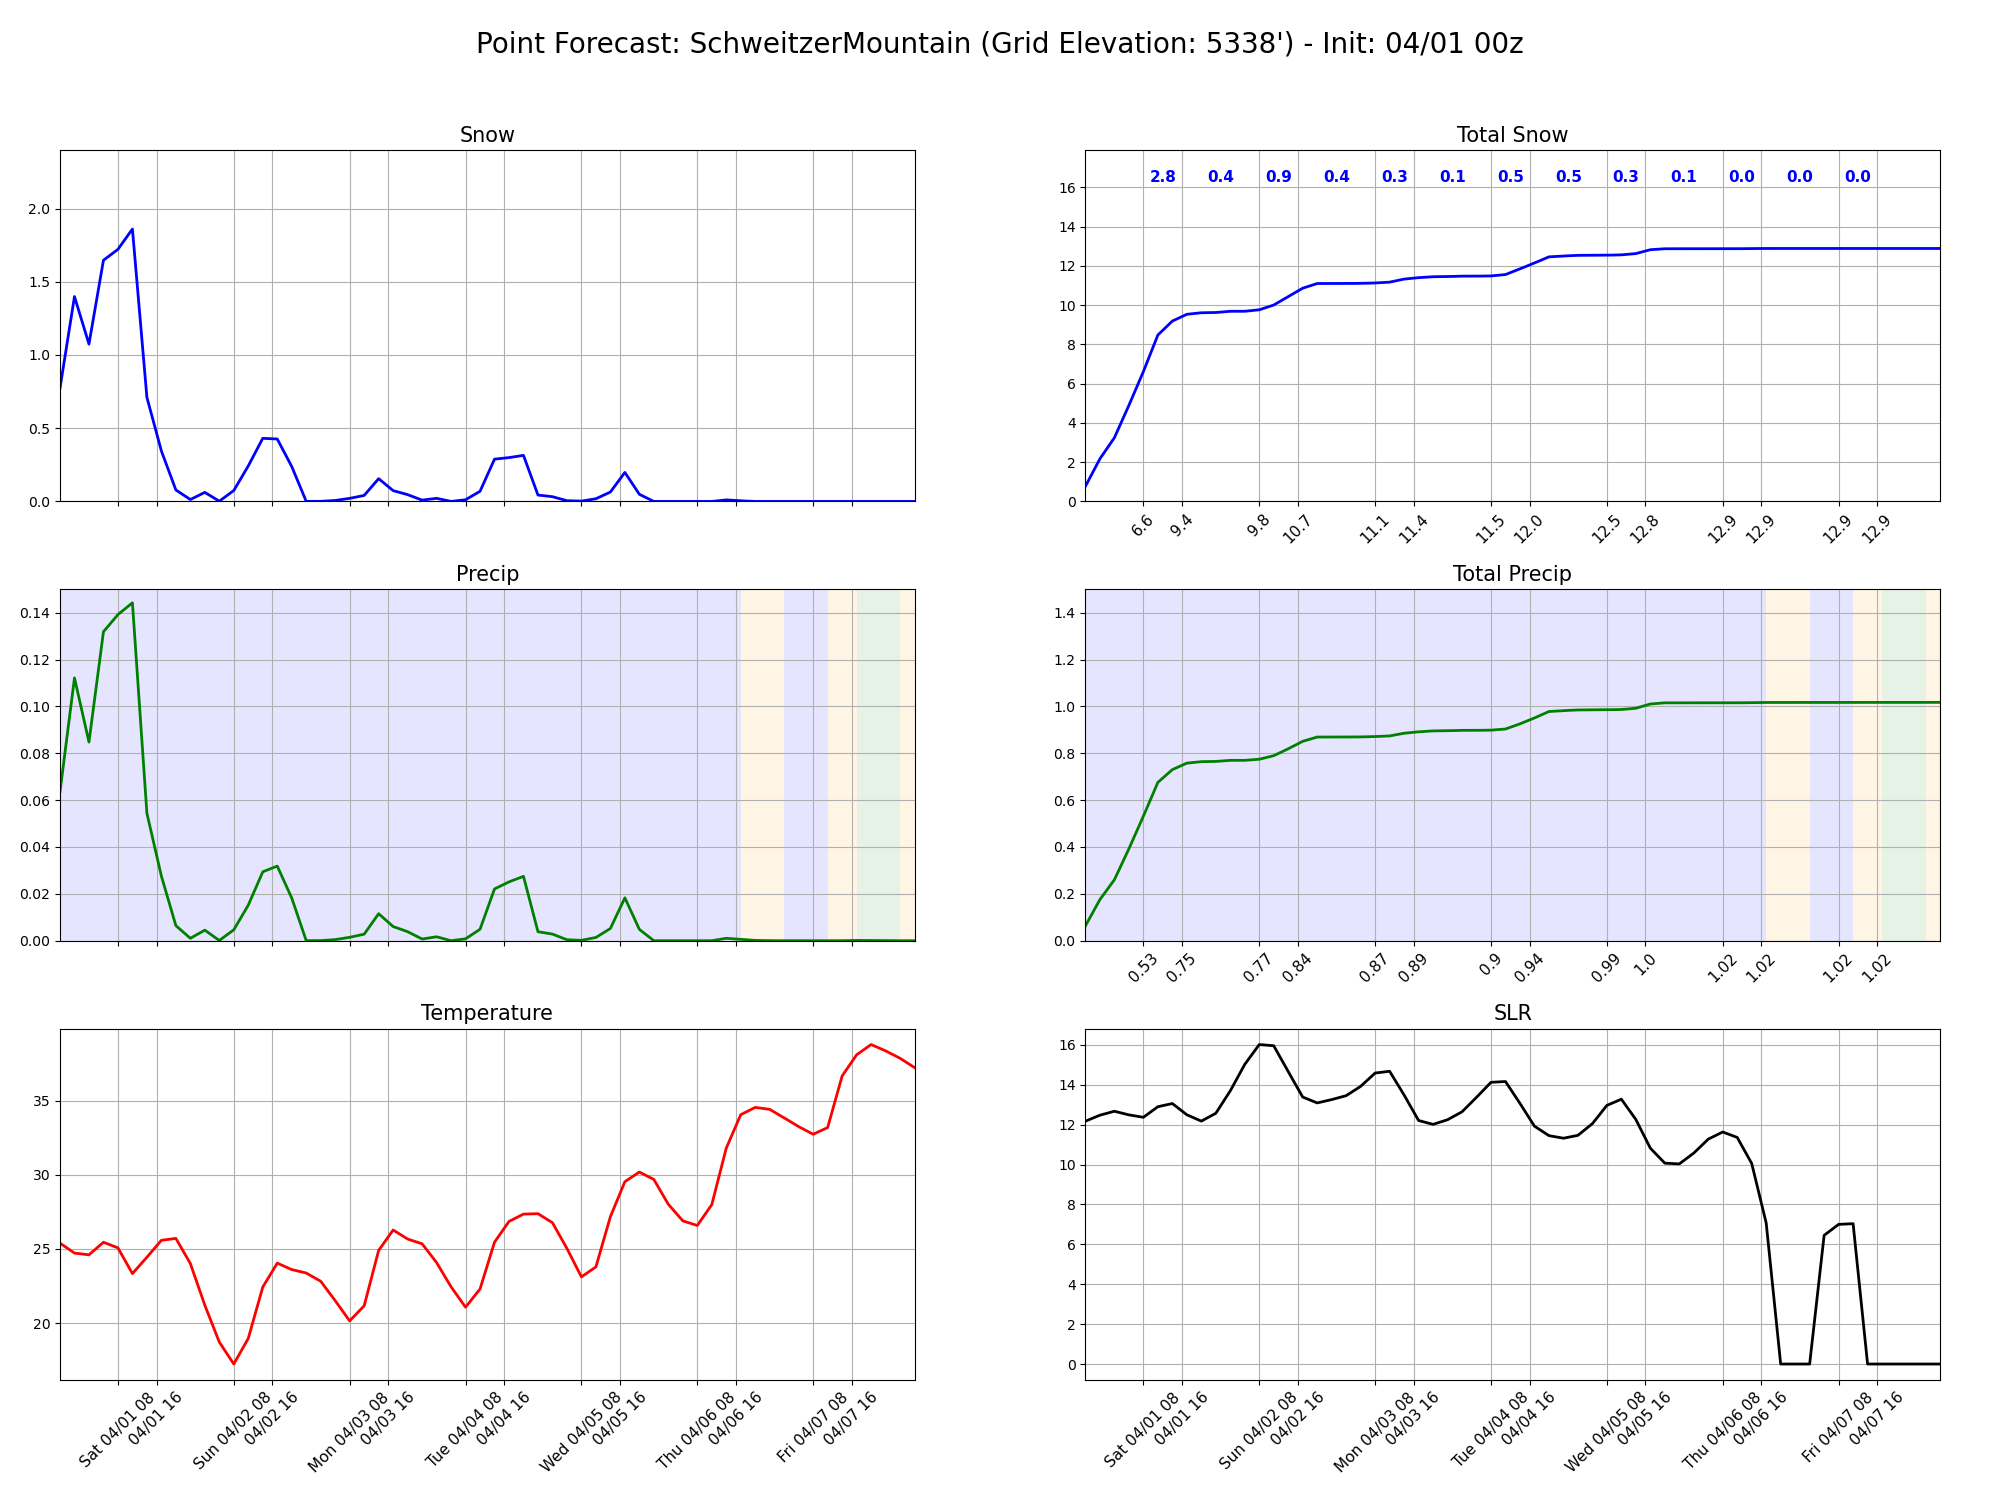 Point Forecast: SchweitzerMountain (Grid Elevation: 5338') - Init: 04/01 00z
Snow
2.0
1.5
1.0
0.5
0.0
Total Snow
2.8 0.4 0.9 0.4 0.3 0.1 0.5 0.5 0.3 0.1 0.0 0.0 0.0
16
14
12
10
8
6
4
2
0
6.6 9.4 9.8 10.7 11.1 11.4 11.5 12.0 12.5 12.8 12.9 12.9 12.9 12.9
Precip
0.14
0.12
0.10
0.08
0.06
0.04
0.02
0.00
Total Precip
1.4
1.2
1.0
0.8
0.6
0.4
0.2
0.0
0.53 0.75 0.77 0.84 0.87 0.89 0.9 0.94 0.99 1.0 1.02 1.02 1.02 1.02
Temperature
35
30
25
20
Sat 04/01 08
04/01 16
Sun 04/02 08
04/02 16
Mon 04/03 08
04/03 16
Tue 04/04 08
04/04 16
Wed 04/05 08
04/05 16
Thu 04/06 08
04/06 16
Fri 04/07 08
04/07 16
SLR
16
14
12
10
8
6
4
2
0
Sat 04/01 08
04/01 16
Sun 04/02 08
04/02 16
Mon 04/03 08
04/03 16
Tue 04/04 08
04/04 16
Wed 04/05 08
04/05 16
Thu 04/06 08
04/06 16
Fri 04/07 08
04/07 16